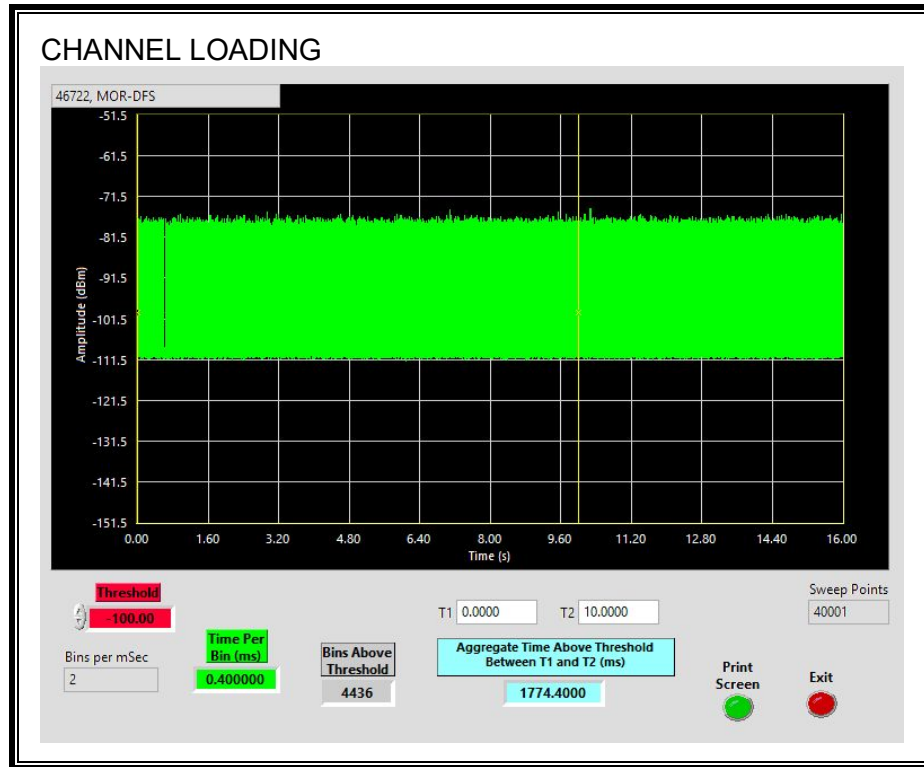 CHANNEL LOADING
46722, MOR-DFS
-51.5
-61.5
-71.5
-81.5
-91.5
-101.5
-111.5
-121.5
-131.5
-141.5
-151.5
Amplitude (dBm)
0.00 1.60 3.20 4.80 6.40 8.00 9.60 11.20 12.80 14.40 16.00
Time (s)
Threshold
-100.00
Bins per mSec
2
Time Per
Bin (ms)
0.400000
Bins Above
Threshold
4436
T1 0.0000 T2 10.0000
Aggregate Time Above Threshold
Between T1 and T2 (ms)
1774.4000
Sweep Points
40001
Print
Screen
Exit